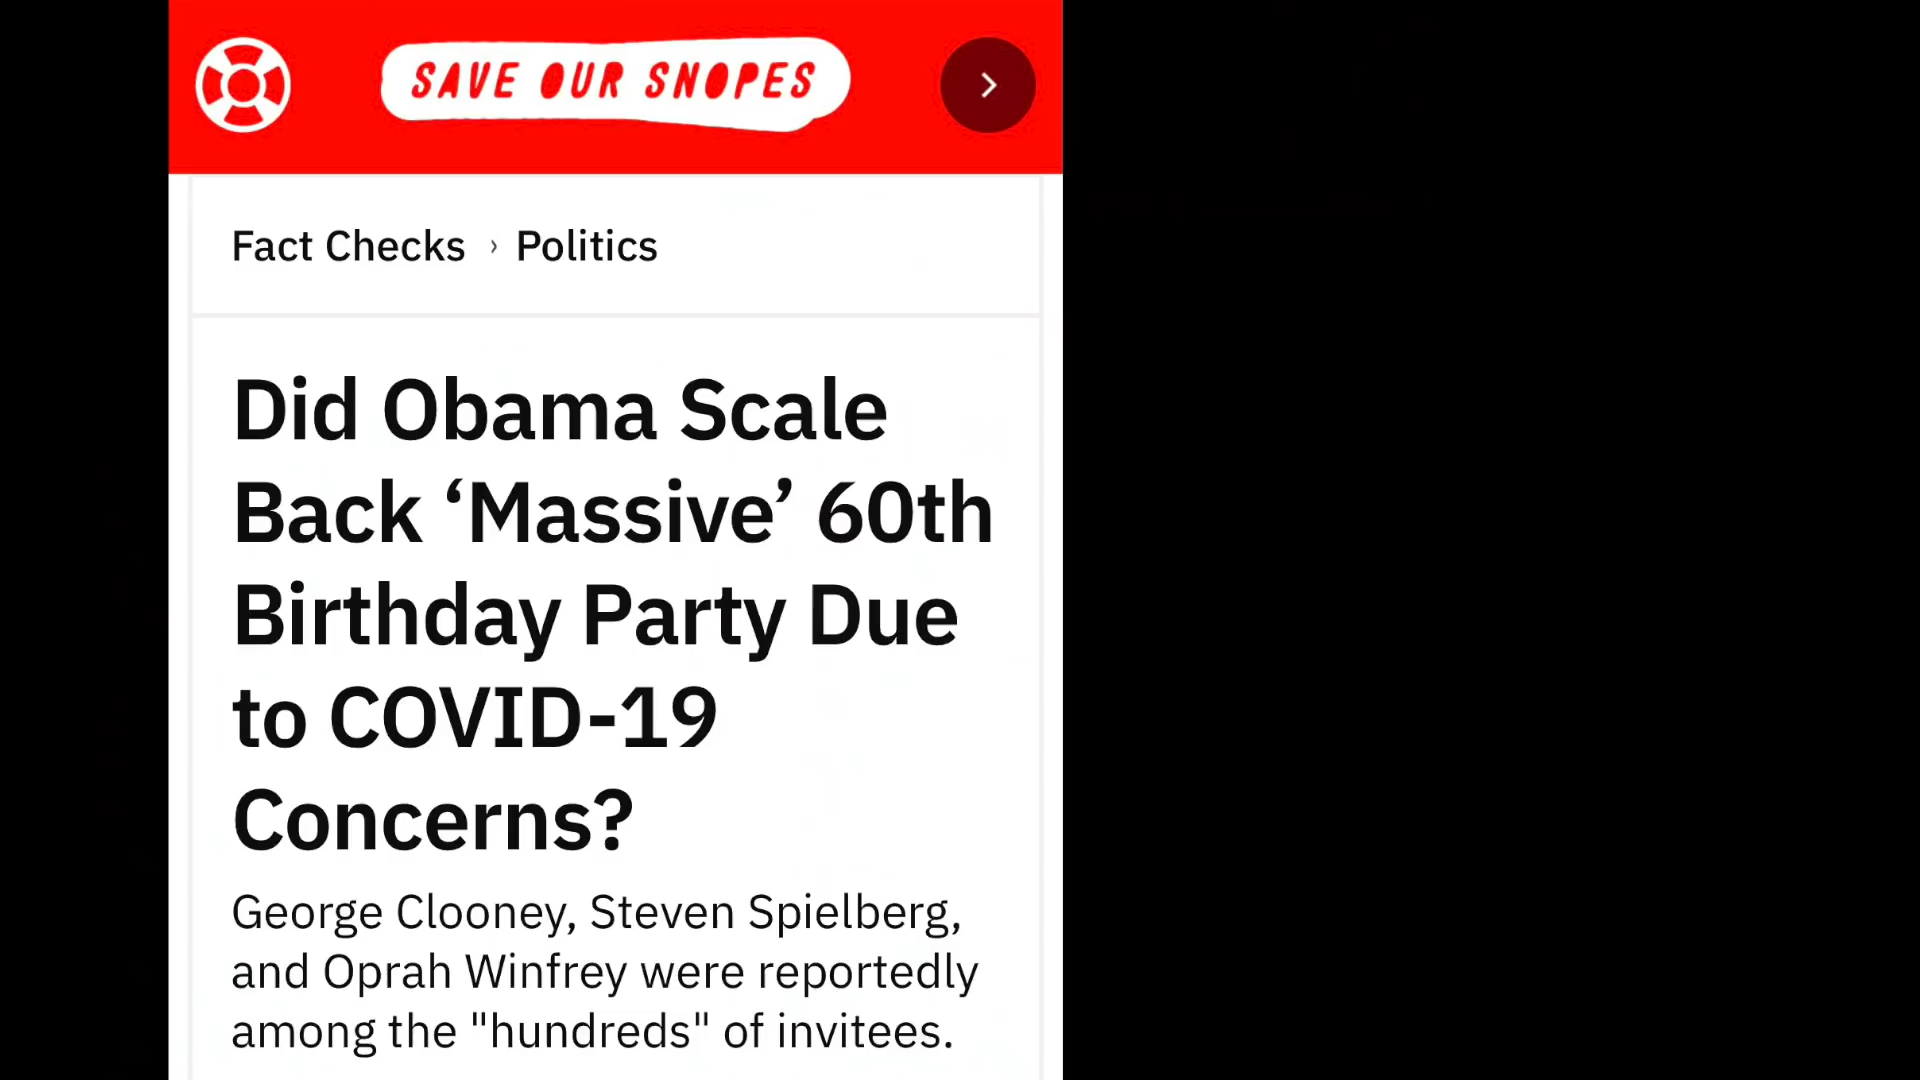 SAVE OUR SNOPES
Fact Checks › Politics
Did Obama Scale
Back ‘Massive’ 60th
Birthday Party Due
to COVID-19
Concerns?
George Clooney, Steven Spielberg,
and Oprah Winfrey were reportedly
among the "hundreds" of invitees.